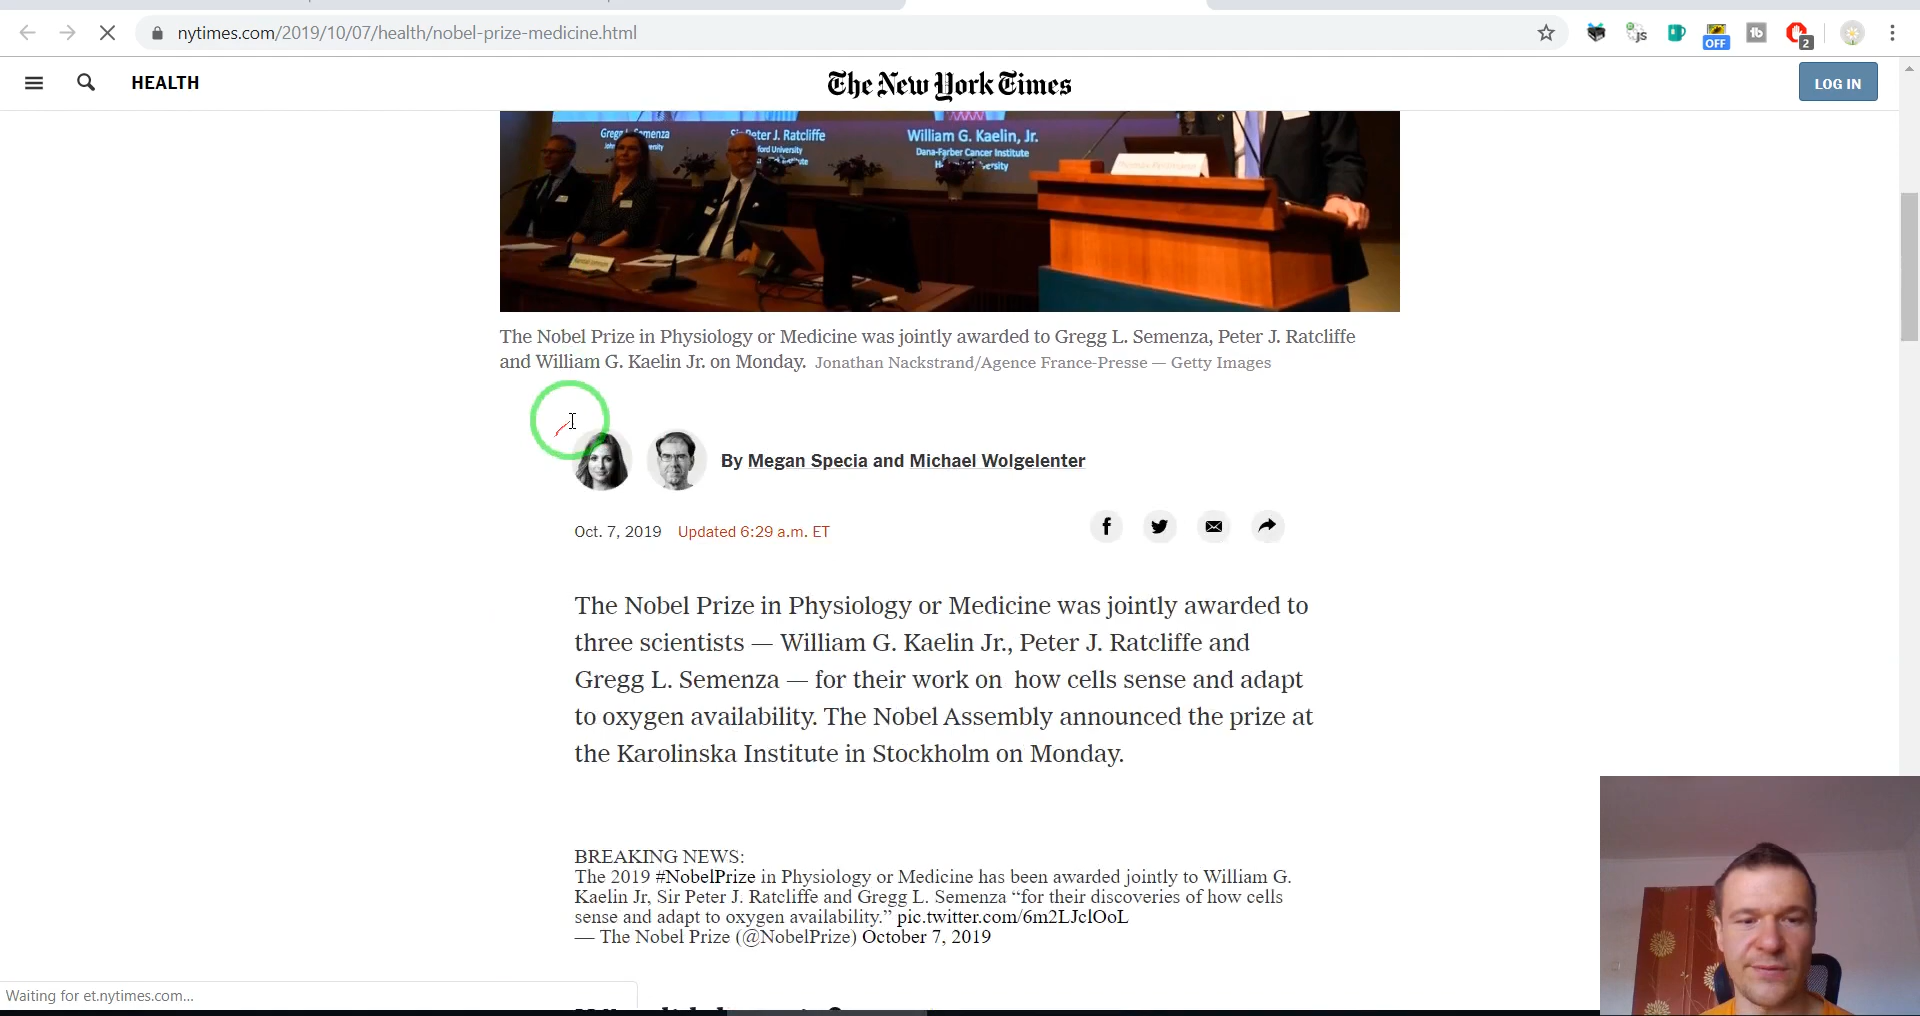 nytimes.com/2019/10/07/health/nobel-prize-medicine.html
js
OFF
tb
2
HEALTH
The New York Times
LOG IN
Gregg L. Semenza
Sir Peter J. Ratcliffe
William G. Kaelin, Jr.
Dana-Farber Cancer Institute
The Nobel Prize in Physiology or Medicine was jointly awarded to Gregg L. Semenza, Peter J. Ratcliffe
and William G. Kaelin Jr. on Monday. Jonathan Nackstrand/Agence France-Presse — Getty Images
By Megan Specia and Michael Wolgelenter
Oct. 7, 2019 Updated 6:29 a.m. ET
The Nobel Prize in Physiology or Medicine was jointly awarded to
three scientists — William G. Kaelin Jr., Peter J. Ratcliffe and
Gregg L. Semenza — for their work on how cells sense and adapt
to oxygen availability. The Nobel Assembly announced the prize at
the Karolinska Institute in Stockholm on Monday.
BREAKING NEWS:
The 2019 #NobelPrize in Physiology or Medicine has been awarded jointly to William G.
Kaelin Jr, Sir Peter J. Ratcliffe and Gregg L. Semenza “for their discoveries of how cells
sense and adapt to oxygen availability.” pic.twitter.com/6m2LJclOoL
— The Nobel Prize (@NobelPrize) October 7, 2019
Waiting for et.nytimes.com...